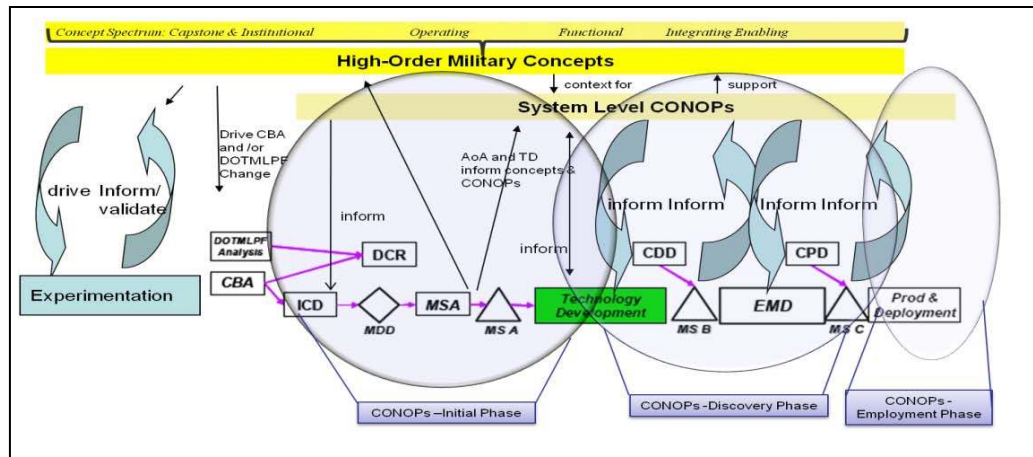 Concept Spectrum: Capstone & Institutional Operating Functional Integrating Enabling
High-Order Military Concepts
context for
support
System Level CONOPs
Drive CBA
and /or
DOTMLPF
Change
AoA and TD
inform concepts &
CONOPs
drive Inform/
validate
inform
inform
inform Inform
Inform Inform
DOTMLPF
Analysis
CBA
DCR
CDD
CPD
Experimentation
ICD
MDD
MSA
MS A
Technology
Development
MS B
EMD
MS C
Prod &
Deployment
CONOPs –Initial Phase
CONOPs -Discovery Phase
CONOPs -
Employment Phase